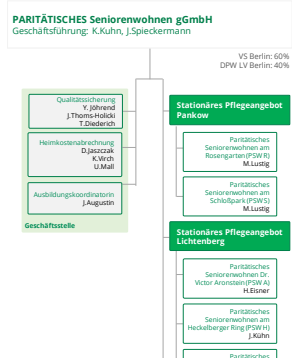 PARITÄTISCHES Seniorenwohnen gGmbH
Geschäftsführung: K.Kuhn, J.Spieckermann
VS Berlin: 60%
DPW LV Berlin: 40%
Qualitätssicherung
Y. Jöhrend
J.Thoms-Holicki
T.Diederich
Heimkostenabrechnung
D.Jaszczak
K.Virch
U.Mall
Ausbildungskoordinatorin
J.Augustin
Geschäftsstelle
Stationäres Pflegeangebot
Pankow
Paritätisches
Seniorenwohnen am
Rosengarten (PSW R)
M.Lustig
Paritätisches
Seniorenwohnen am
Schloßpark (PSW S)
M.Lustig
Stationäres Pflegeangebot
Lichtenberg
Paritätisches
Seniorenwohnen Dr.
Victor Aronstein (PSW A)
H.Eisner
Paritätisches
Seniorenwohnen am
Heckelberger Ring (PSW H)
J.Kühn
Paritätisches